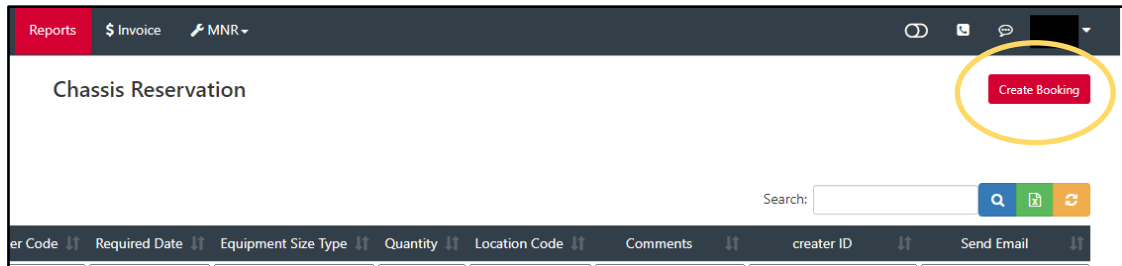 Reports $ Invoice MNR
Chassis Reservation
Create Booking
Search:
er Code Required Date Equipment Size Type Quantity Location Code Comments creater ID Send Email